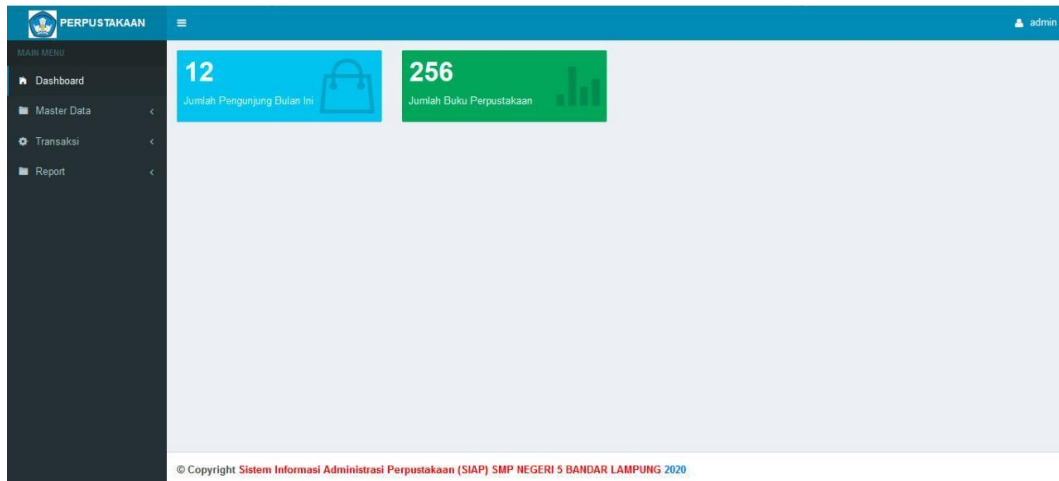 PERPUSTAKAAN
admin
MAIN MENU
Dashboard
Master Data
Transaksi
Report
12
Jumlah Pengunjung Bulan Ini
256
Jumlah Buku Perpustakaan
© Copyright Sistem Informasi Administrasi Perpustakaan (SIAP) SMP NEGERI 5 BANDAR LAMPUNG 2020